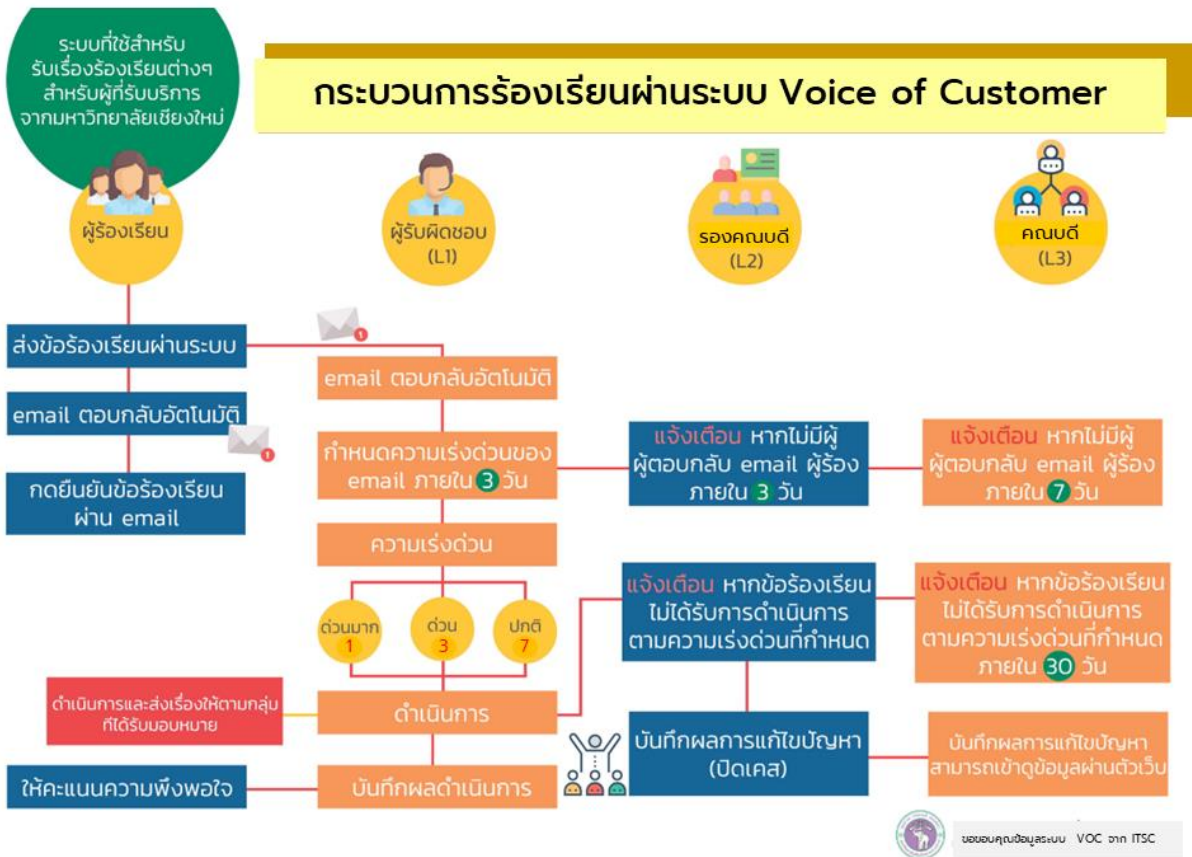 ระบบที่ใช้สำหรับ
รับเรื่องร้องเรียนต่างๆ
สำหรับผู้ที่รับบริการ
จากมหาวิทยาลัยเชียงใหม่
กระบวนการร้องเรียนผ่านระบบ Voice of Customer
ผู้ร้องเรียน
ผู้รับผิดชอบ
(L1)
รองคณบดี
(L2)
คณบดี
(L3)
ส่งข้อร้องเรียนผ่านระบบ
1
email ตอบกลับอัตโนมัติ
email ตอบกลับอัตโนมัติ
1
กดยืนยันข้อร้องเรียน
ผ่าน email
กำหนดความเร่งด่วนของ
email ภายใน 3 วัน
แจ้งเตือน หากไม่มีผู้
ผู้ตอบกลับ email ผู้ร้อง
ภายใน 3 วัน
แจ้งเตือน หากไม่มีผู้
ผู้ตอบกลับ email ผู้ร้อง
ภายใน 7 วัน
ความเร่งด่วน
ด่วนมาก
1
ด่วน
3
ปกติ
7
แจ้งเตือน หากข้อร้องเรียน
ไม่ได้รับการดำเนินการ
ตามความเร่งด่วนที่กำหนด
แจ้งเตือน หากข้อร้องเรียน
ไม่ได้รับการดำเนินการ
ตามความเร่งด่วนที่กำหนด
ภายใน 30 วัน
ดำเนินการและส่งเรื่องให้ตามกลุ่ม
ที่ได้รับมอบหมาย
ดำเนินการ
บันทึกผลการแก้ไขปัญหา
(ปิดเคส)
บันทึกผลการแก้ไขปัญหา
สามารถเข้าดูข้อมูลผ่านตัวเว็บ
ให้คะแนนความพึงพอใจ
บันทึกผลดำเนินการ
ขอขอบคุณข้อมูลระบบ VOC จาก ITSC